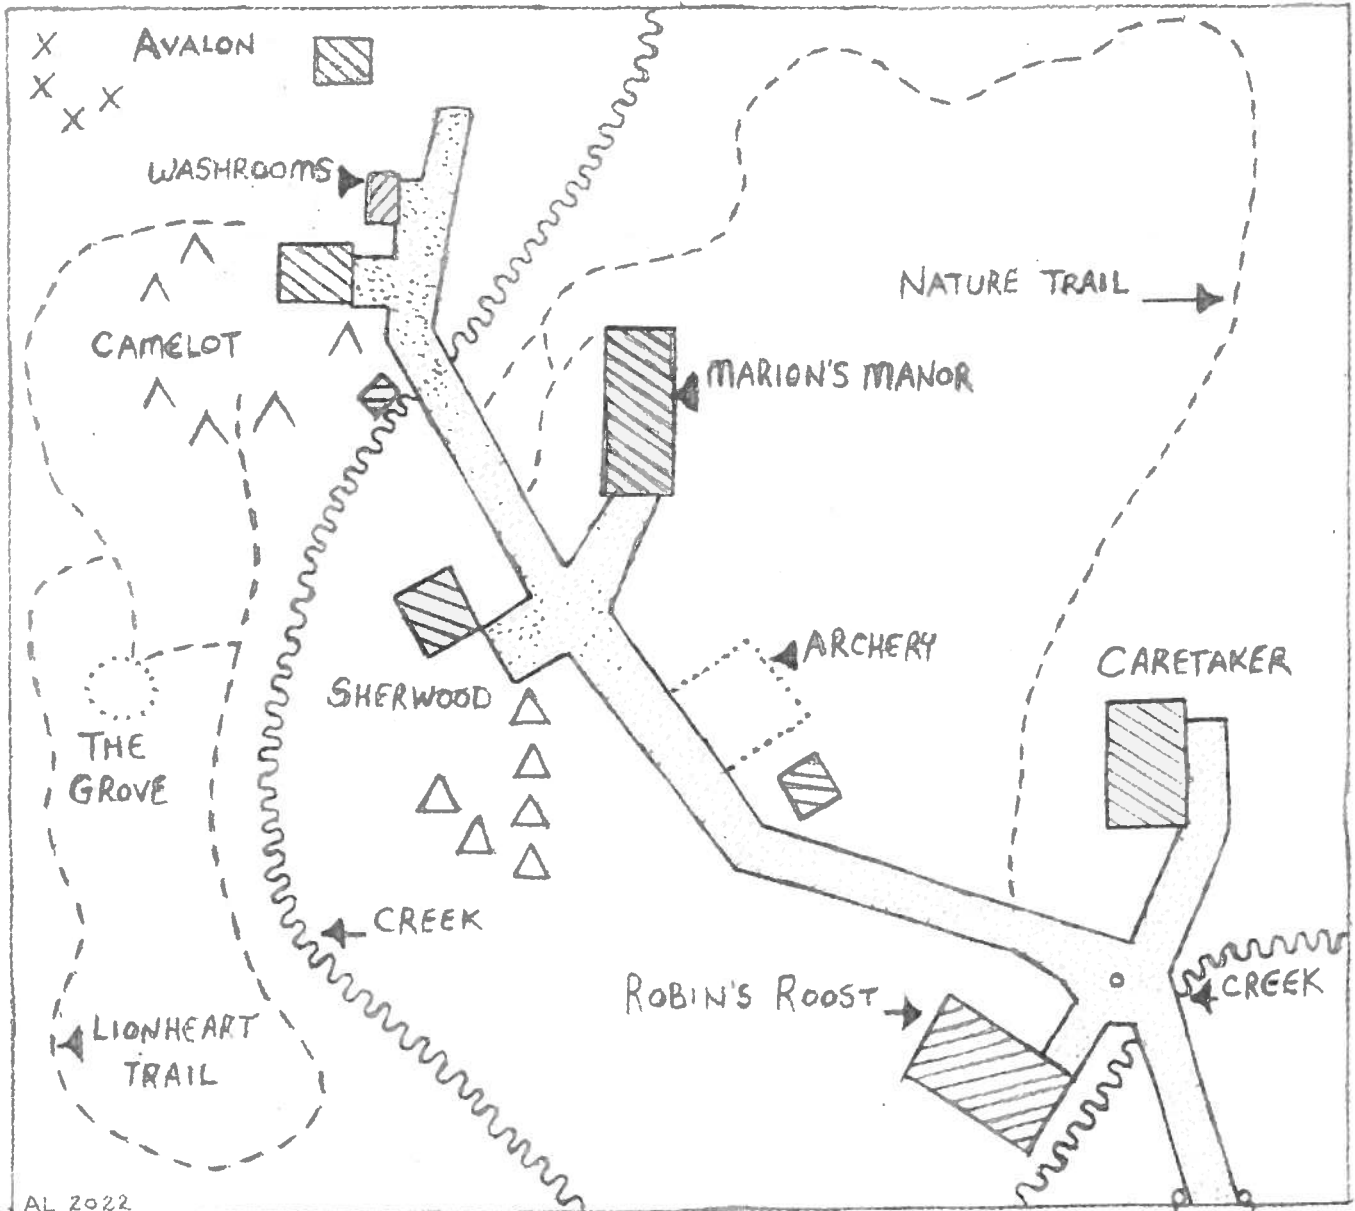 AVALON
WASHROOMS
NATURE TRAIL
CAMELOT
MARION'S MANOR
ARCHERY
CARETAKER
SHERWOOD
THE
GROVE
CREEK
ROBIN'S ROOST
CREEK
LIONHEART
TRAIL
AL 2022